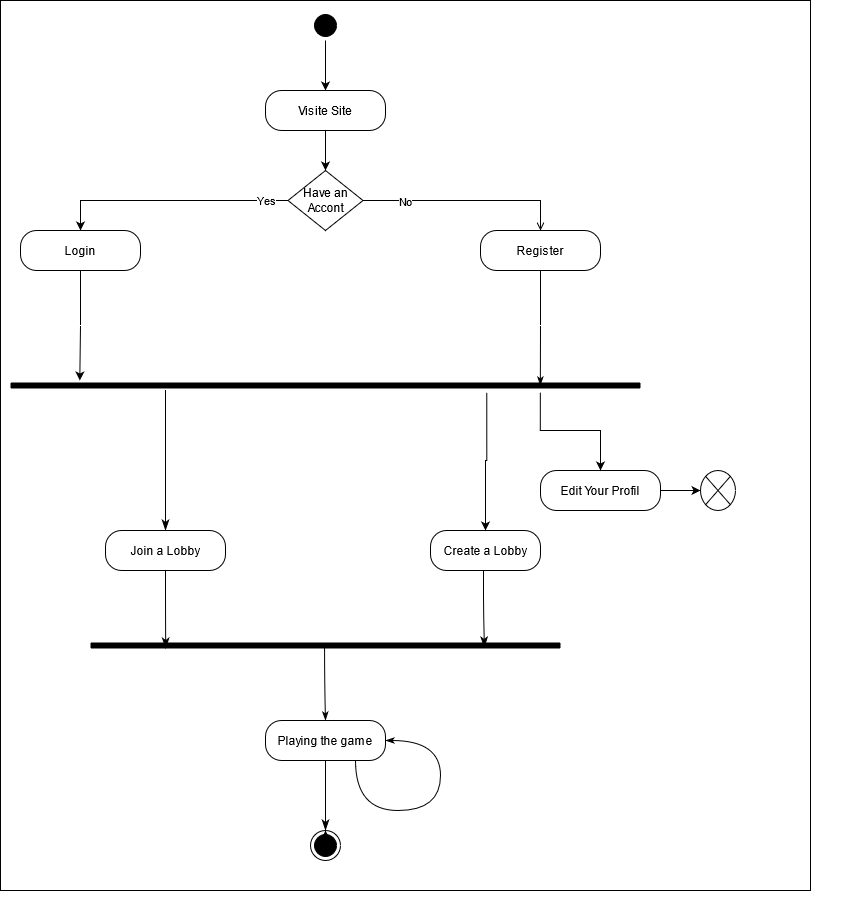 Visite Site
Have an
Accont
Yes
No
Login
Register
Edit Your Profil
Join a Lobby
Create a Lobby
Playing the game